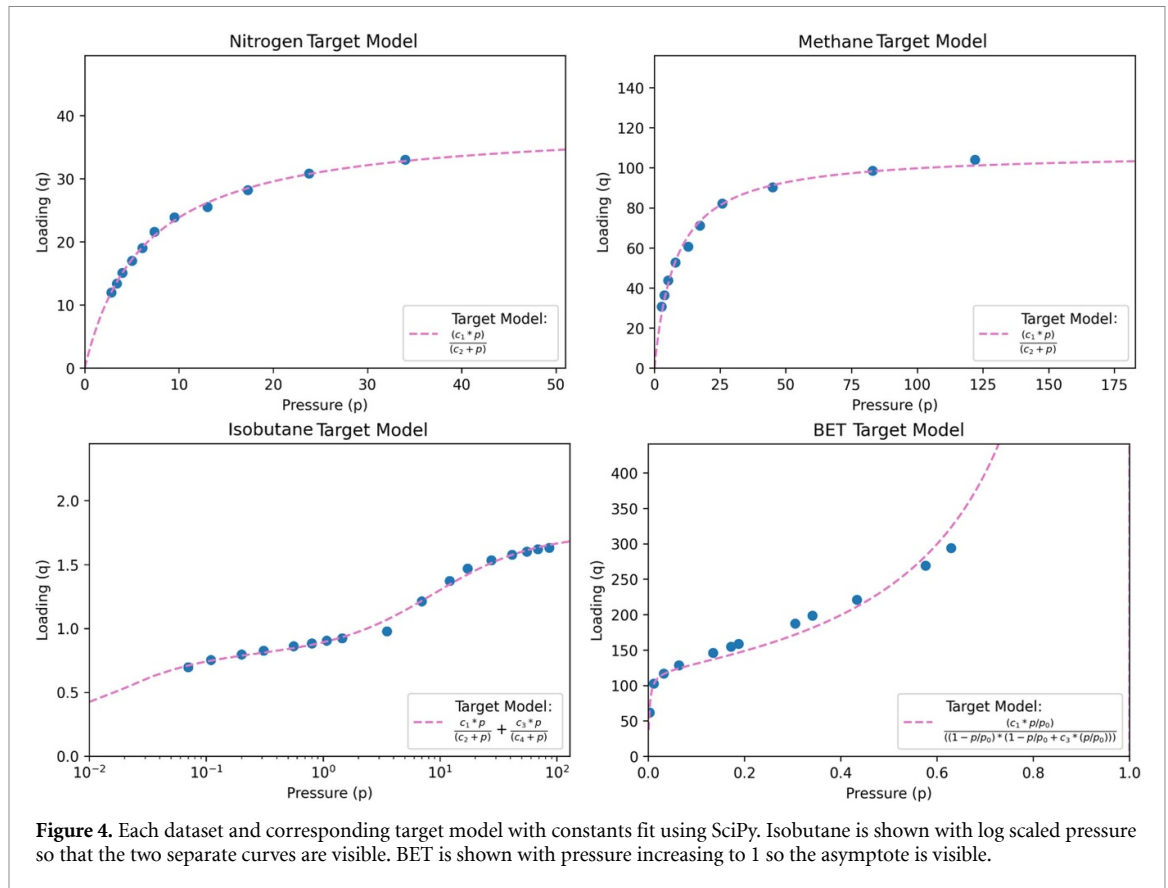 Nitrogen Target Model
Loading (q)
40
30
20
10
0
0 10 20 30 40 50
Pressure (p)
Target Model:
(c₁ * p)
(c₂ + p)
Methane Target Model
Loading (q)
140
120
100
80
60
40
20
0
0 25 50 75 100 125 150 175
Pressure (p)
Target Model:
(c₁ * p)
(c₂ + p)
Isobutane Target Model
Loading (q)
2.0
1.5
1.0
0.5
0.0
10⁻² 10⁻¹ 10⁰ 10¹ 10²
Pressure (p)
Target Model:
c₁ * p + c₃ * p
(c₂ + p) (c₄ + p)
BET Target Model
Loading (q)
400
350
300
250
200
150
100
50
0
0.0 0.2 0.4 0.6 0.8 1.0
Pressure (p)
Target Model:
(c₁ * p/p₀)
((1 − p/p₀) * (1 − p/p₀ + c₃ * (p/p₀)))
Figure 4. Each dataset and corresponding target model with constants fit using SciPy. Isobutane is shown with log scaled pressure
so that the two separate curves are visible. BET is shown with pressure increasing to 1 so the asymptote is visible.